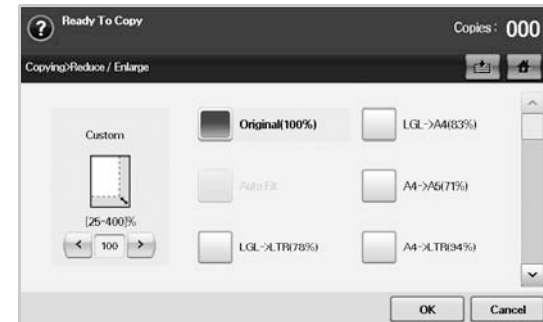 ? Ready To Copy
Copies: 000
Copying>Reduce / Enlarge
Custom
[25-400]%
< 100 >
Original(100%)
LGL->A4(83%)
Auto Fit
A4->A5(71%)
LGL->LTR(78%)
A4->LTR(94%)
OK
Cancel